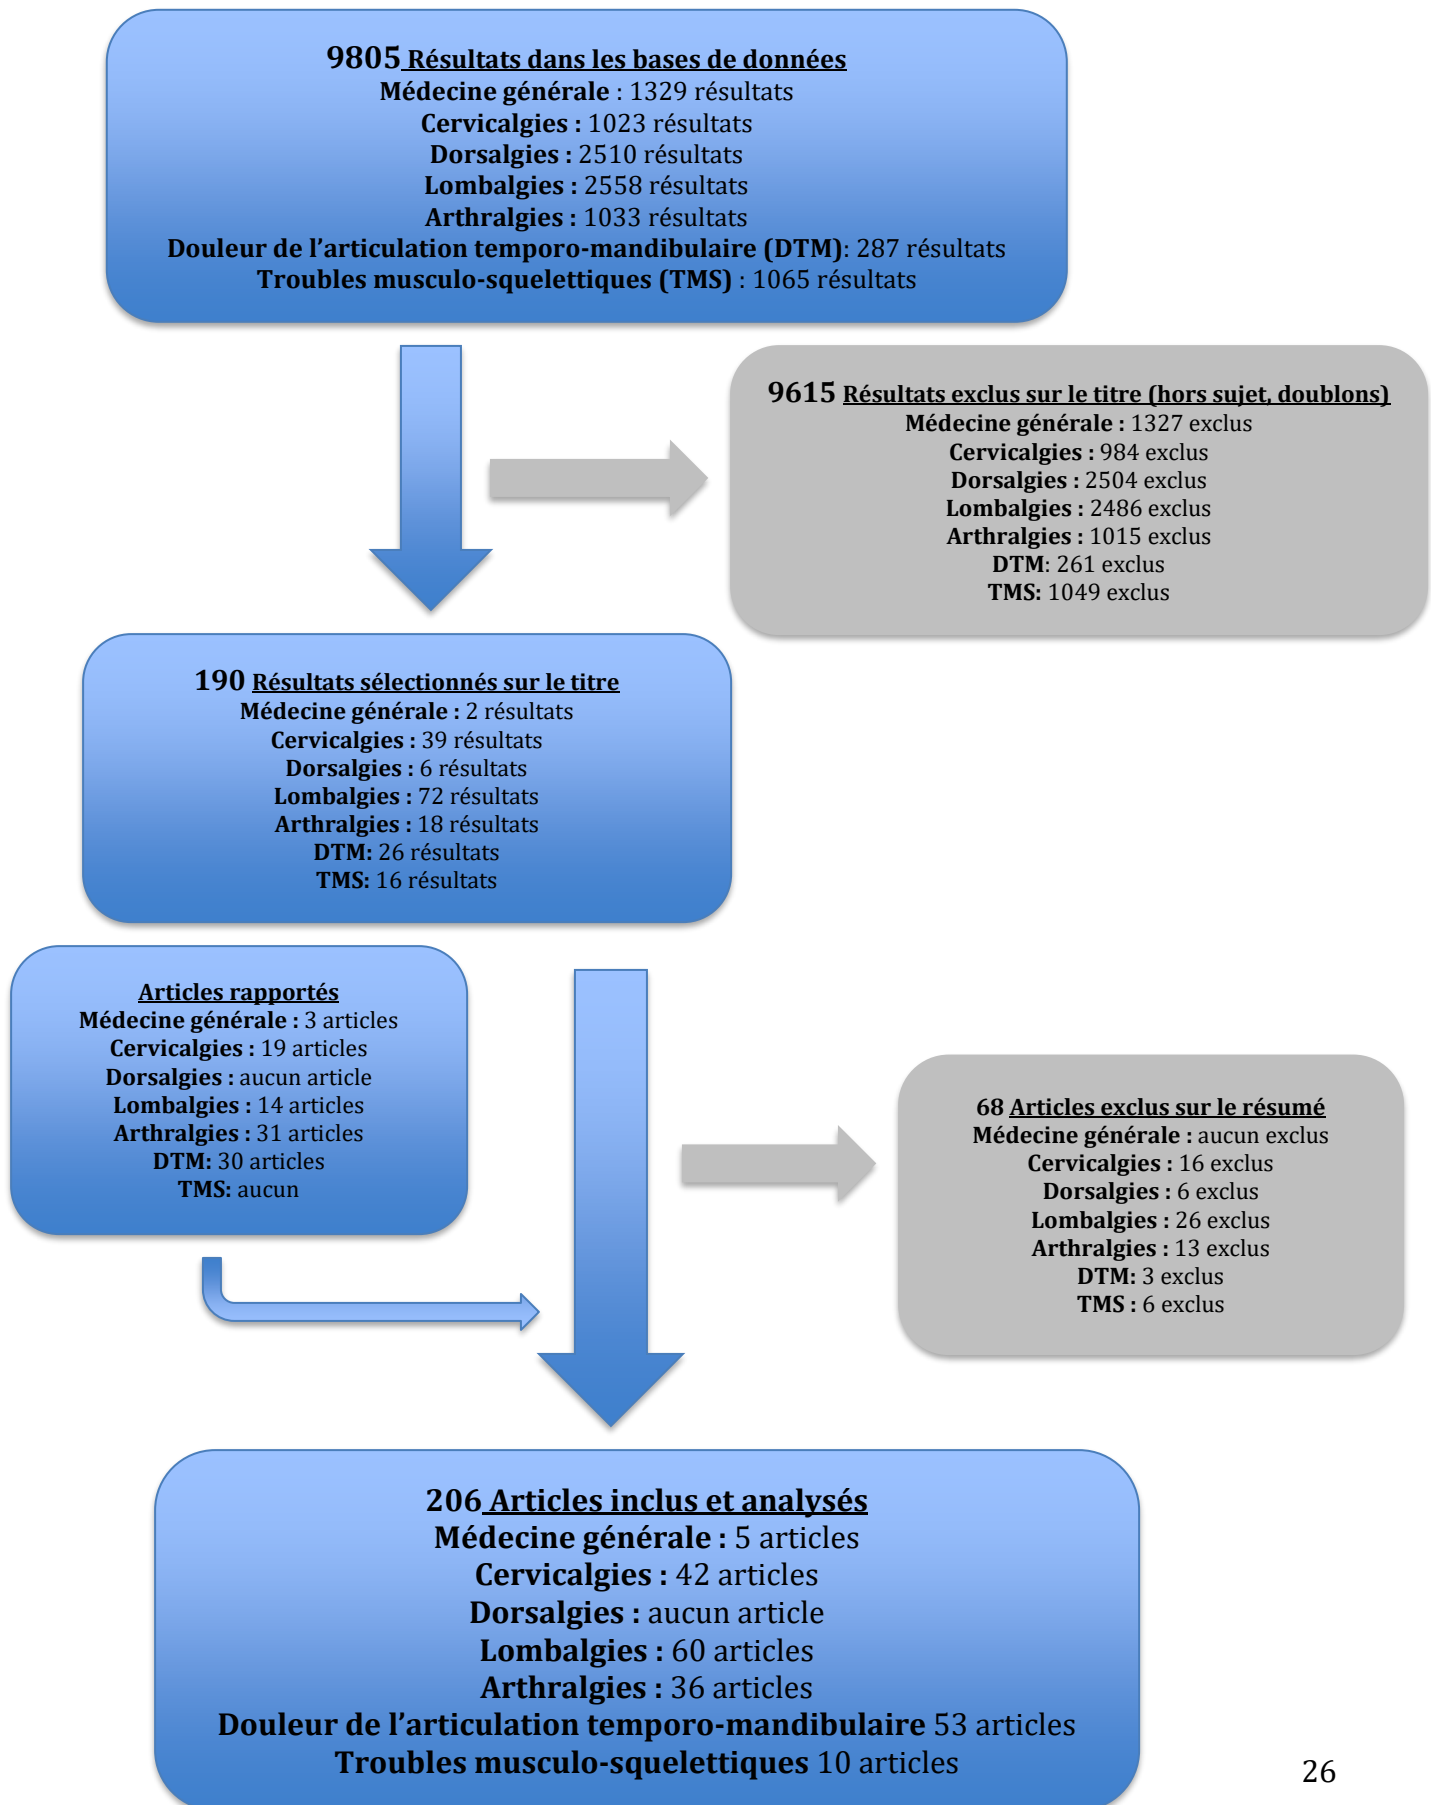 9805 Résultats dans les bases de données
Médecine générale : 1329 résultats
Cervicalgies : 1023 résultats
Dorsalgies : 2510 résultats
Lombalgies : 2558 résultats
Arthralgies : 1033 résultats
Douleur de l'articulation temporo-mandibulaire (DTM): 287 résultats
Troubles musculo-squelettiques (TMS) : 1065 résultats
9615 Résultats exclus sur le titre (hors sujet, doublons)
Médecine générale : 1327 exclus
Cervicalgies : 984 exclus
Dorsalgies : 2504 exclus
Lombalgies : 2486 exclus
Arthralgies : 1015 exclus
DTM: 261 exclus
TMS: 1049 exclus
190 Résultats sélectionnés sur le titre
Médecine générale : 2 résultats
Cervicalgies : 39 résultats
Dorsalgies : 6 résultats
Lombalgies : 72 résultats
Arthralgies : 18 résultats
DTM: 26 résultats
TMS: 16 résultats
Articles rapportés
Médecine générale : 3 articles
Cervicalgies : 19 articles
Dorsalgies : aucun article
Lombalgies : 14 articles
Arthralgies : 31 articles
DTM: 30 articles
TMS: aucun
68 Articles exclus sur le résumé
Médecine générale : aucun exclus
Cervicalgies : 16 exclus
Dorsalgies : 6 exclus
Lombalgies : 26 exclus
Arthralgies : 13 exclus
DTM: 3 exclus
TMS : 6 exclus
206 Articles inclus et analysés
Médecine générale : 5 articles
Cervicalgies : 42 articles
Dorsalgies : aucun article
Lombalgies : 60 articles
Arthralgies : 36 articles
Douleur de l'articulation temporo-mandibulaire 53 articles
Troubles musculo-squelettiques 10 articles
26